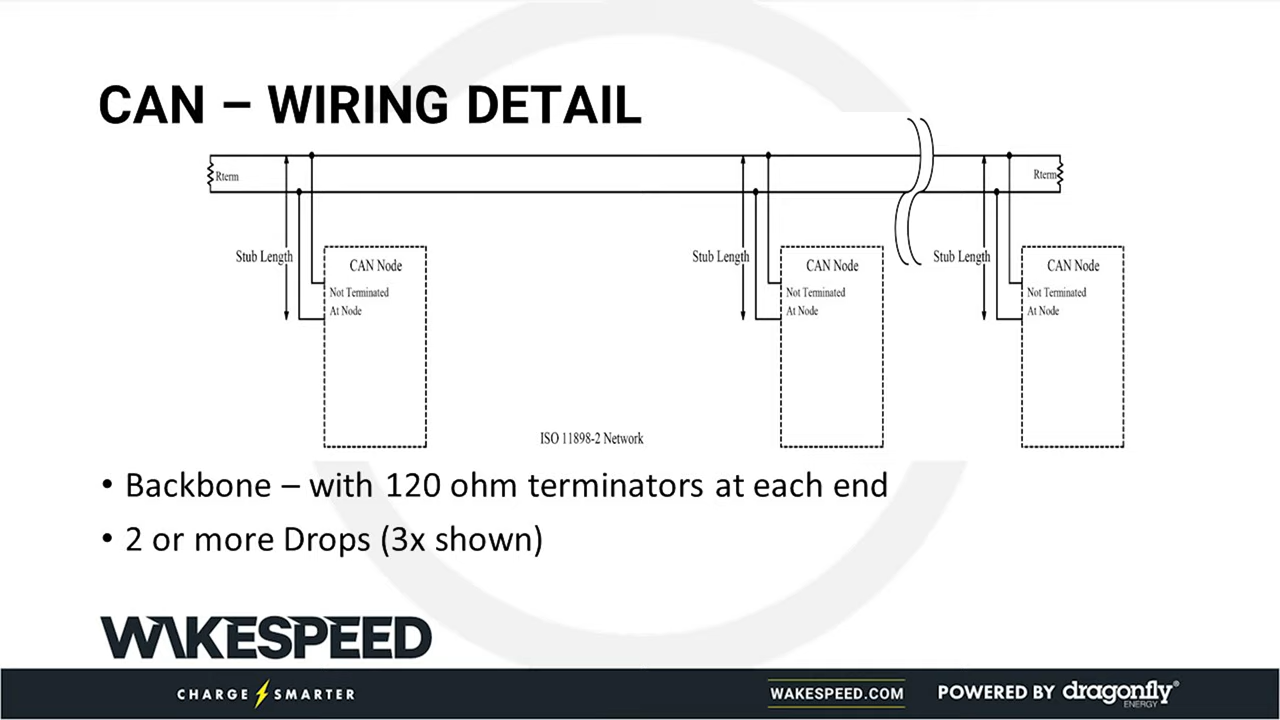 CAN – WIRING DETAIL
Rterm
Rterm
Stub Length
CAN Node
Not Terminated
At Node
Stub Length
CAN Node
Not Terminated
At Node
Stub Length
CAN Node
Not Terminated
At Node
ISO 11898-2 Network
• Backbone – with 120 ohm terminators at each end
• 2 or more Drops (3x shown)
WAKESPEED
CHARGE SMARTER
WAKESPEED.COM
POWERED BY dragonfly®
ENERGY